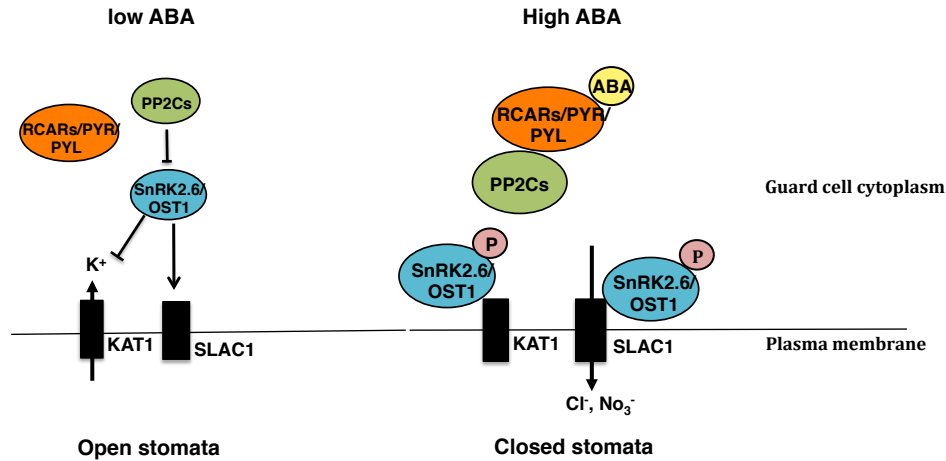 low ABA
High ABA
PP2Cs
RCARs/PYR/
PYL
SnRK2.6/
OST1
K+
KAT1
SLAC1
Open stomata
ABA
RCARs/PYR/
PYL
PP2Cs
P
SnRK2.6/
OST1
P
SnRK2.6/
OST1
KAT1
SLAC1
Cl-, No3-
Closed stomata
Guard cell cytoplasm
Plasma membrane